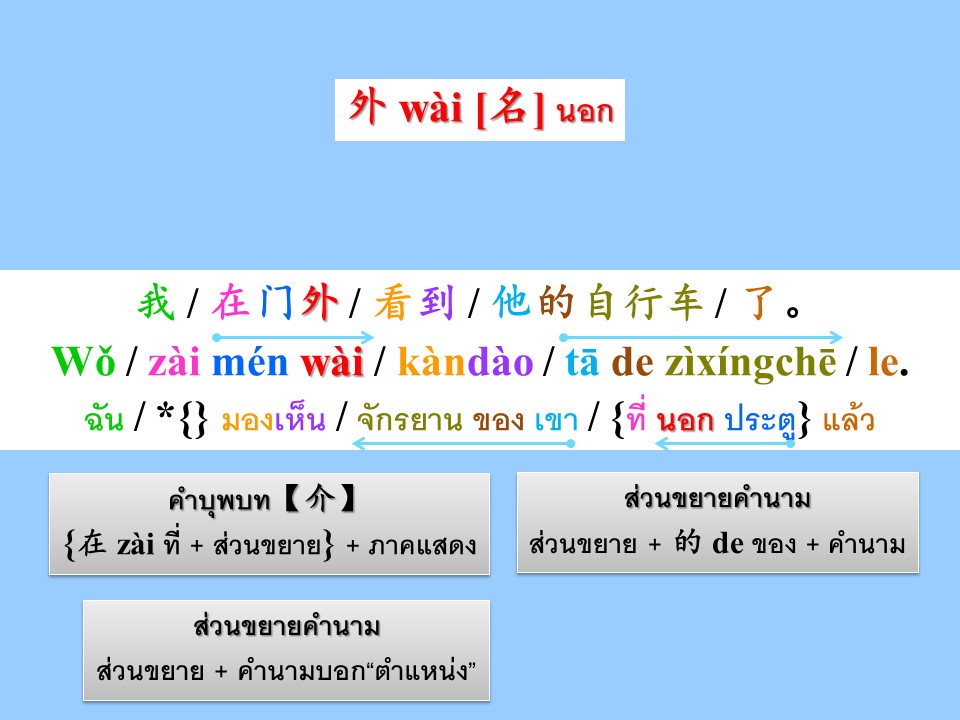 外 wài [名] นอก
我 / 在门外 / 看到 / 他的自行车 / 了。
Wǒ / zài mén wài / kàndào / tā de zìxíngchē / le.
ฉัน / *{} มองเห็น / จักรยาน ของ เขา / {ที่ นอก ประตู} แล้ว
คำบุพบท【介】
{在 zài ที่ + ส่วนขยาย} + ภาคแสดง
ส่วนขยายคำนาม
ส่วนขยาย + 的 de ของ + คำนาม
ส่วนขยายคำนาม
ส่วนขยาย + คำนามบอก“ตำแหน่ง”